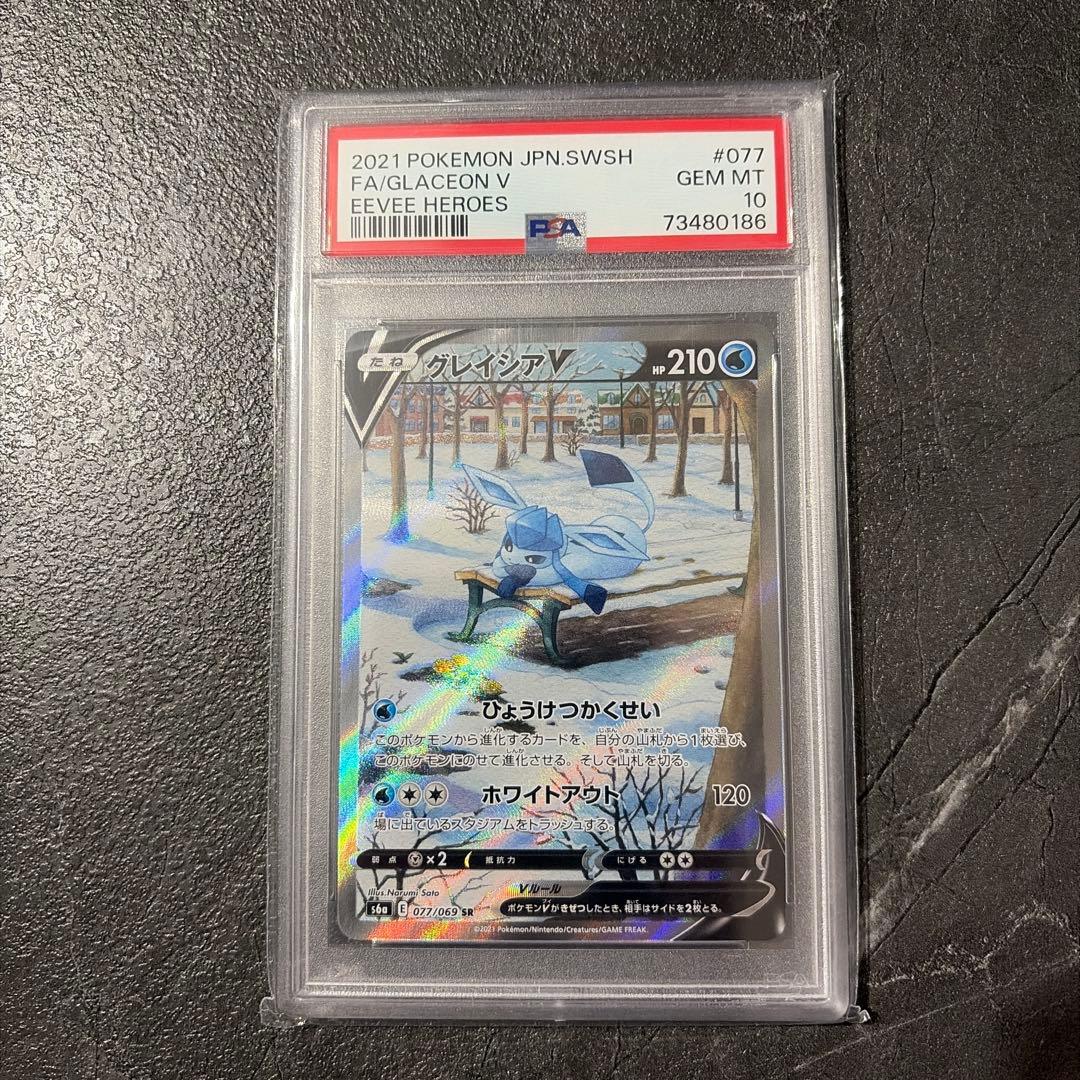 2021 POKEMON JPN.SWSH #077
FA/GLACEON V GEM MT
EEVEE HEROES 10
PSA 73480186
たね グレイシアV HP 210
ひょうけつかくせい
このポケモンから進化するカードを、自分の山札から1枚選び、
このポケモンにのせて進化させる。そして山札を切る。
ホワイトアウト 120
場に出ているスタジアムをトラッシュする。
弱点 ×2 抵抗力 にげる
Illus. Narumi Sato
Vルール
s6a E 077/069 SR ポケモンVがきぜつしたとき、相手はサイドを2枚とる。
©2021 Pokémon/Nintendo/Creatures/GAME FREAK.